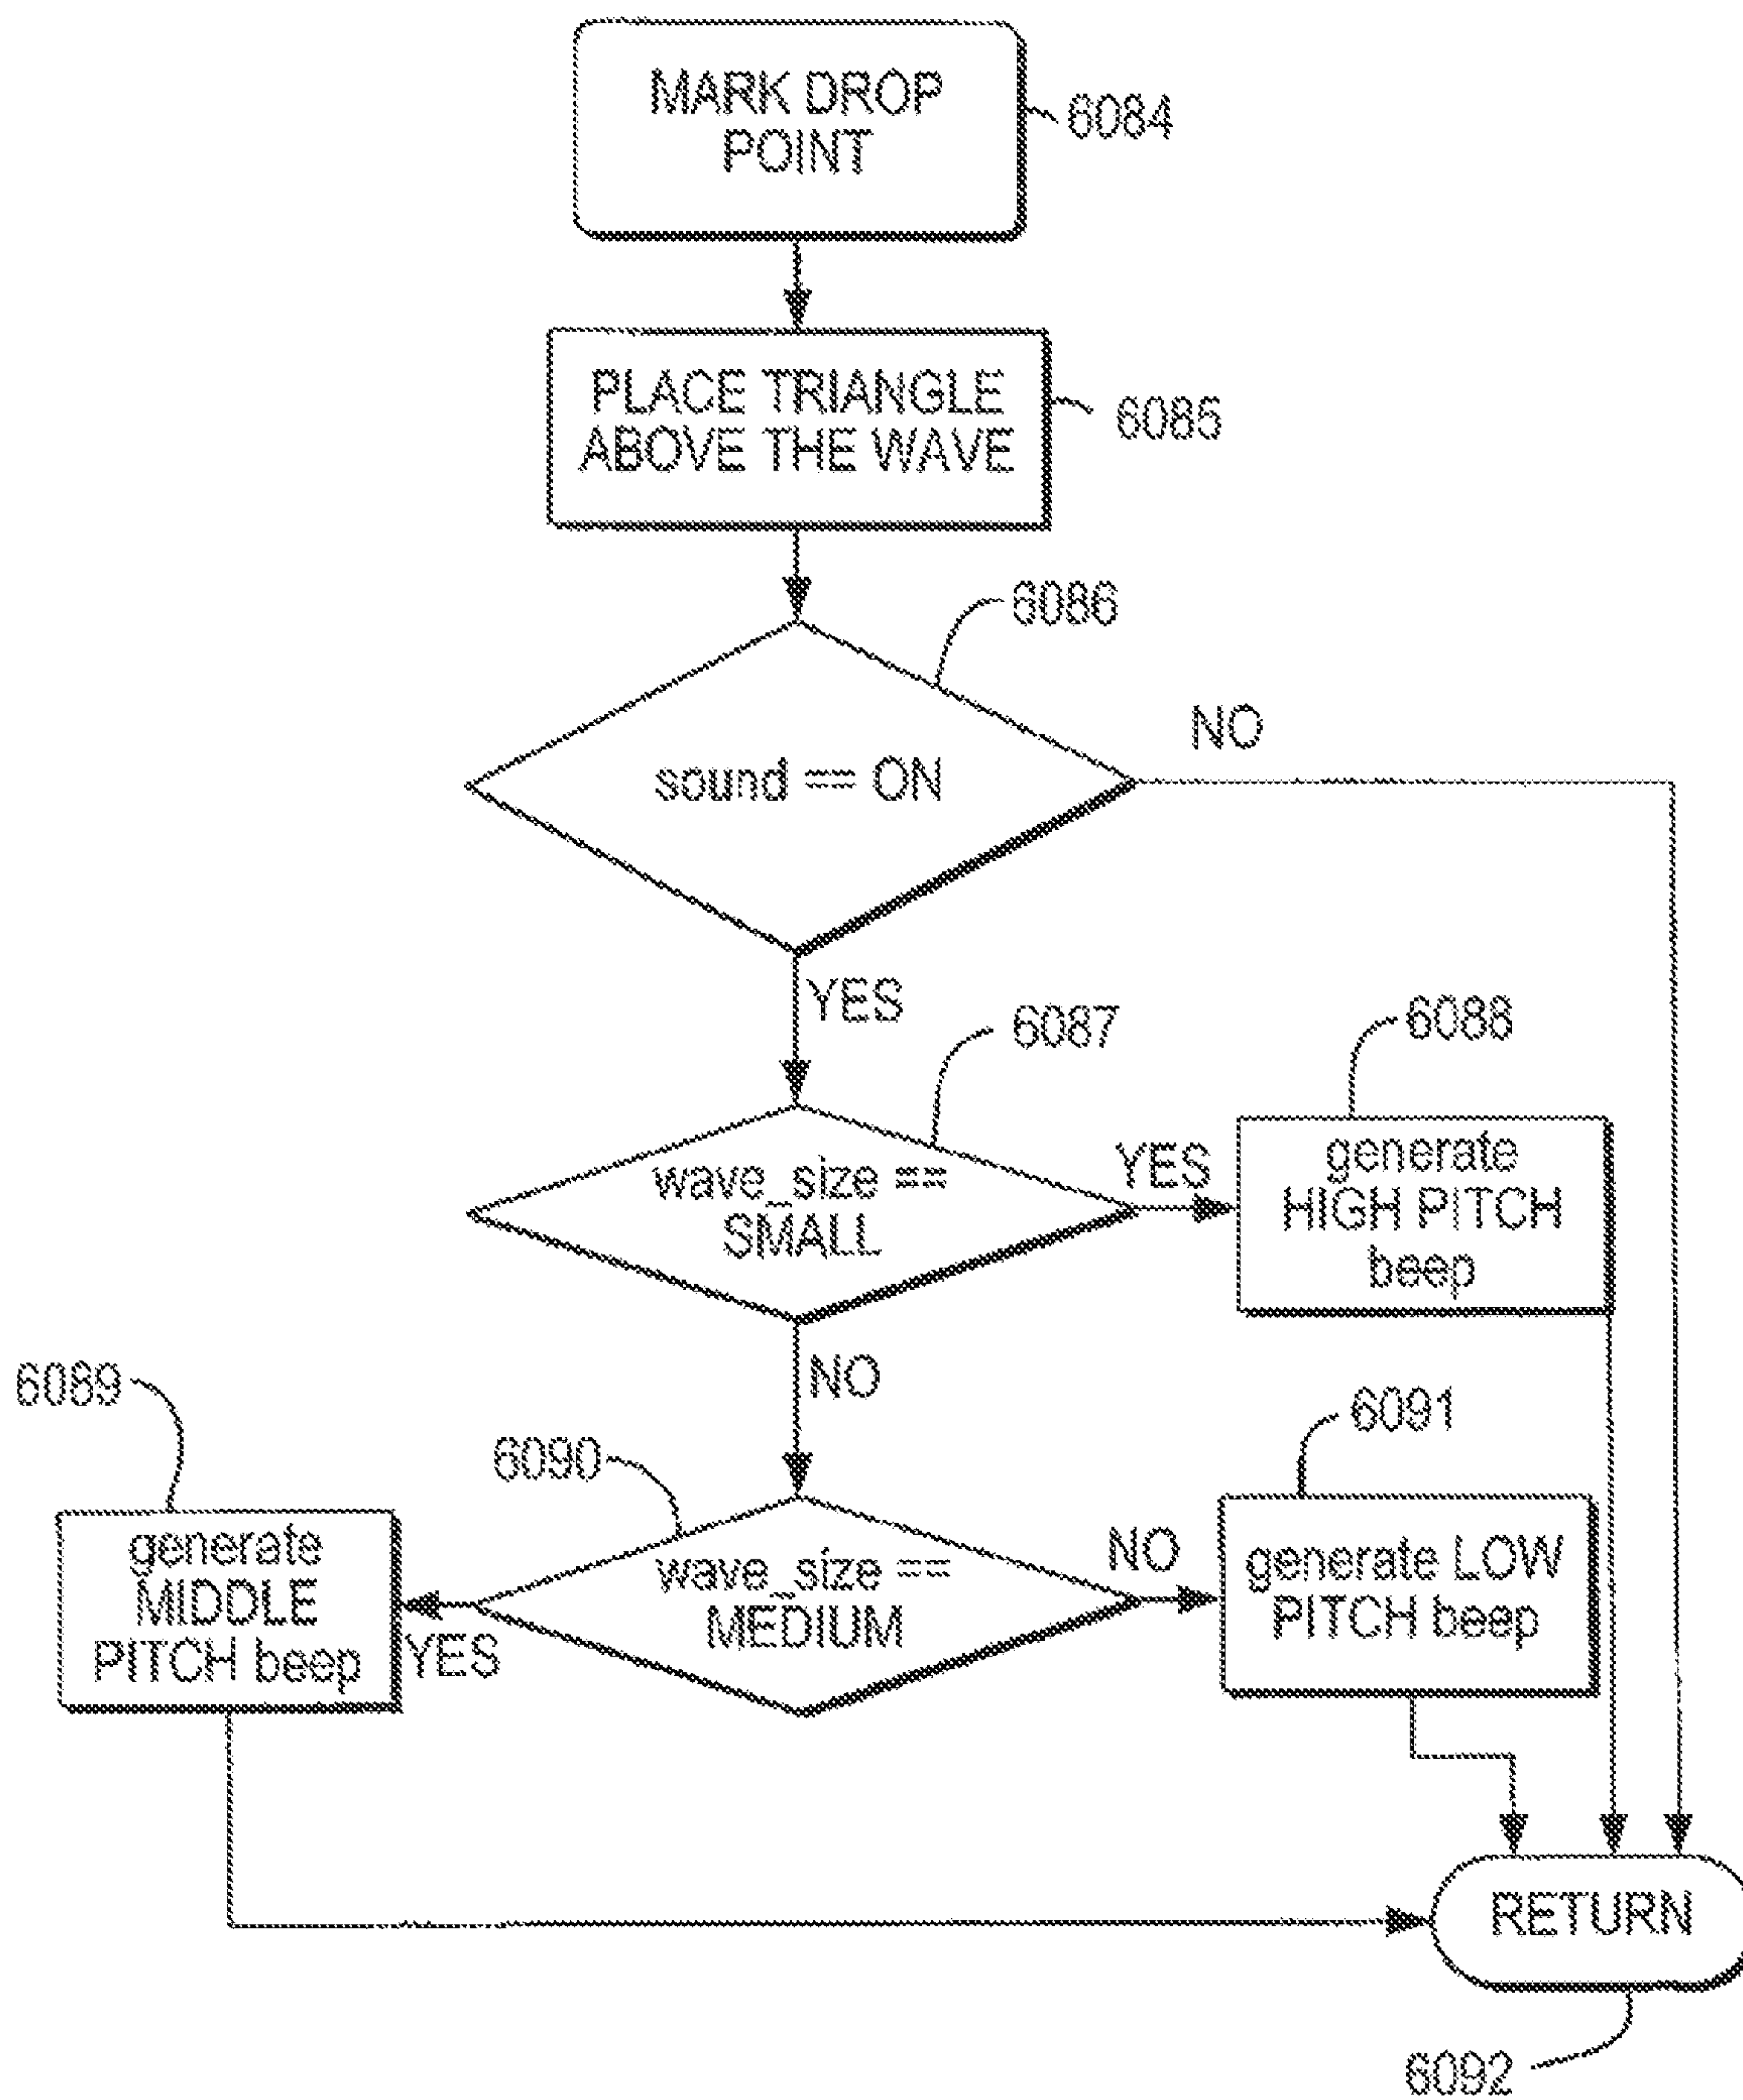 MARK DROP
POINT
6084
PLACE TRIANGLE
ABOVE THE WAVE
6085
6086
sound == ON
NO
YES
6087
wave_size ==
SMALL
YES
6088
generate
HIGH PITCH
beep
NO
6089
generate
MIDDLE
PITCH beep
YES
6090
wave_size ==
MEDIUM
NO
6091
generate LOW
PITCH beep
RETURN
6092